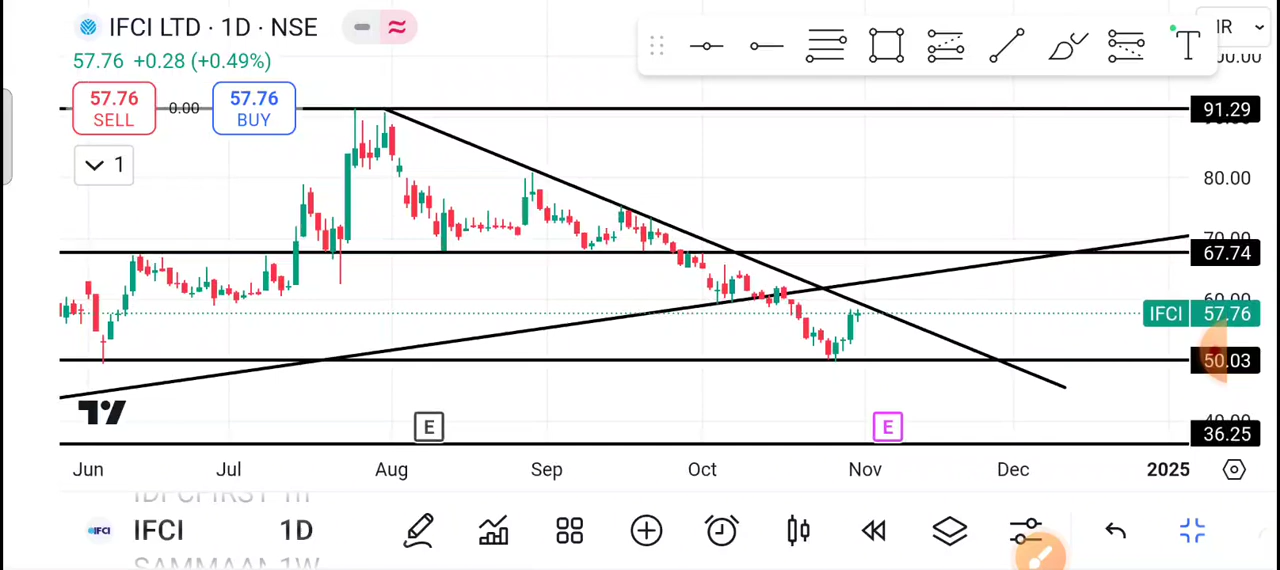 IFCI LTD · 1D · NSE
57.76 +0.28 (+0.49%)
57.76
SELL
0.00
57.76
BUY
1
T
91.29
80.00
67.74
60.00
IFCI 57.76
50.03
36.25
E
E
Jun Jul Aug Sep Oct Nov Dec 2025
IFCI 1D